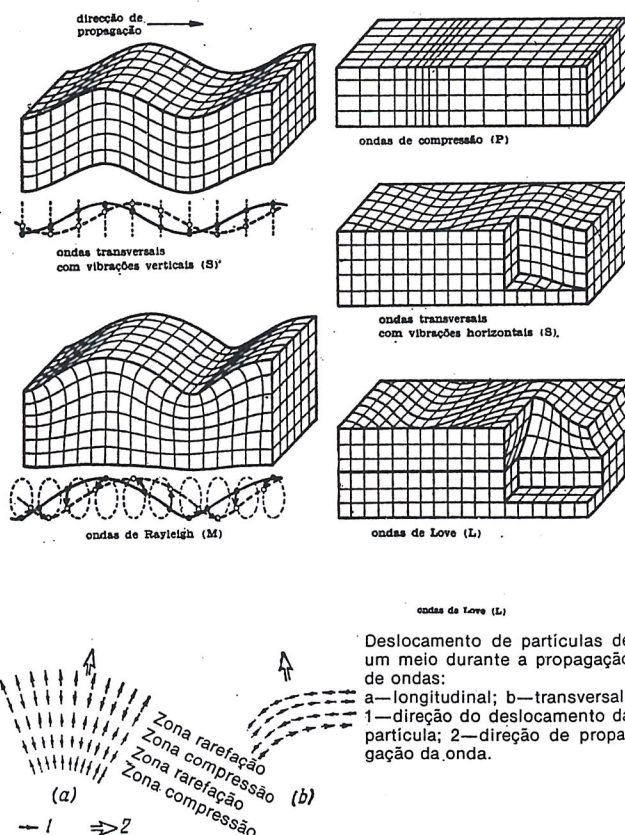 direcção de
propagação
ondas de compressão (P)
ondas transversais
com vibrações verticais (S)
ondas transversais
com vibrações horizontais (S).
ondas de Rayleigh (M)
ondas de Love (L)
ondas de Love (L)
Deslocamento de partículas de
um meio durante a propagação
de ondas:
a—longitudinal; b—transversal
1—direção do deslocamento da
partícula; 2—direção de propa-
gação da onda.
Zona rarefação
Zona compressão
Zona rarefação
Zona compressão
(a)
(b)
1
2